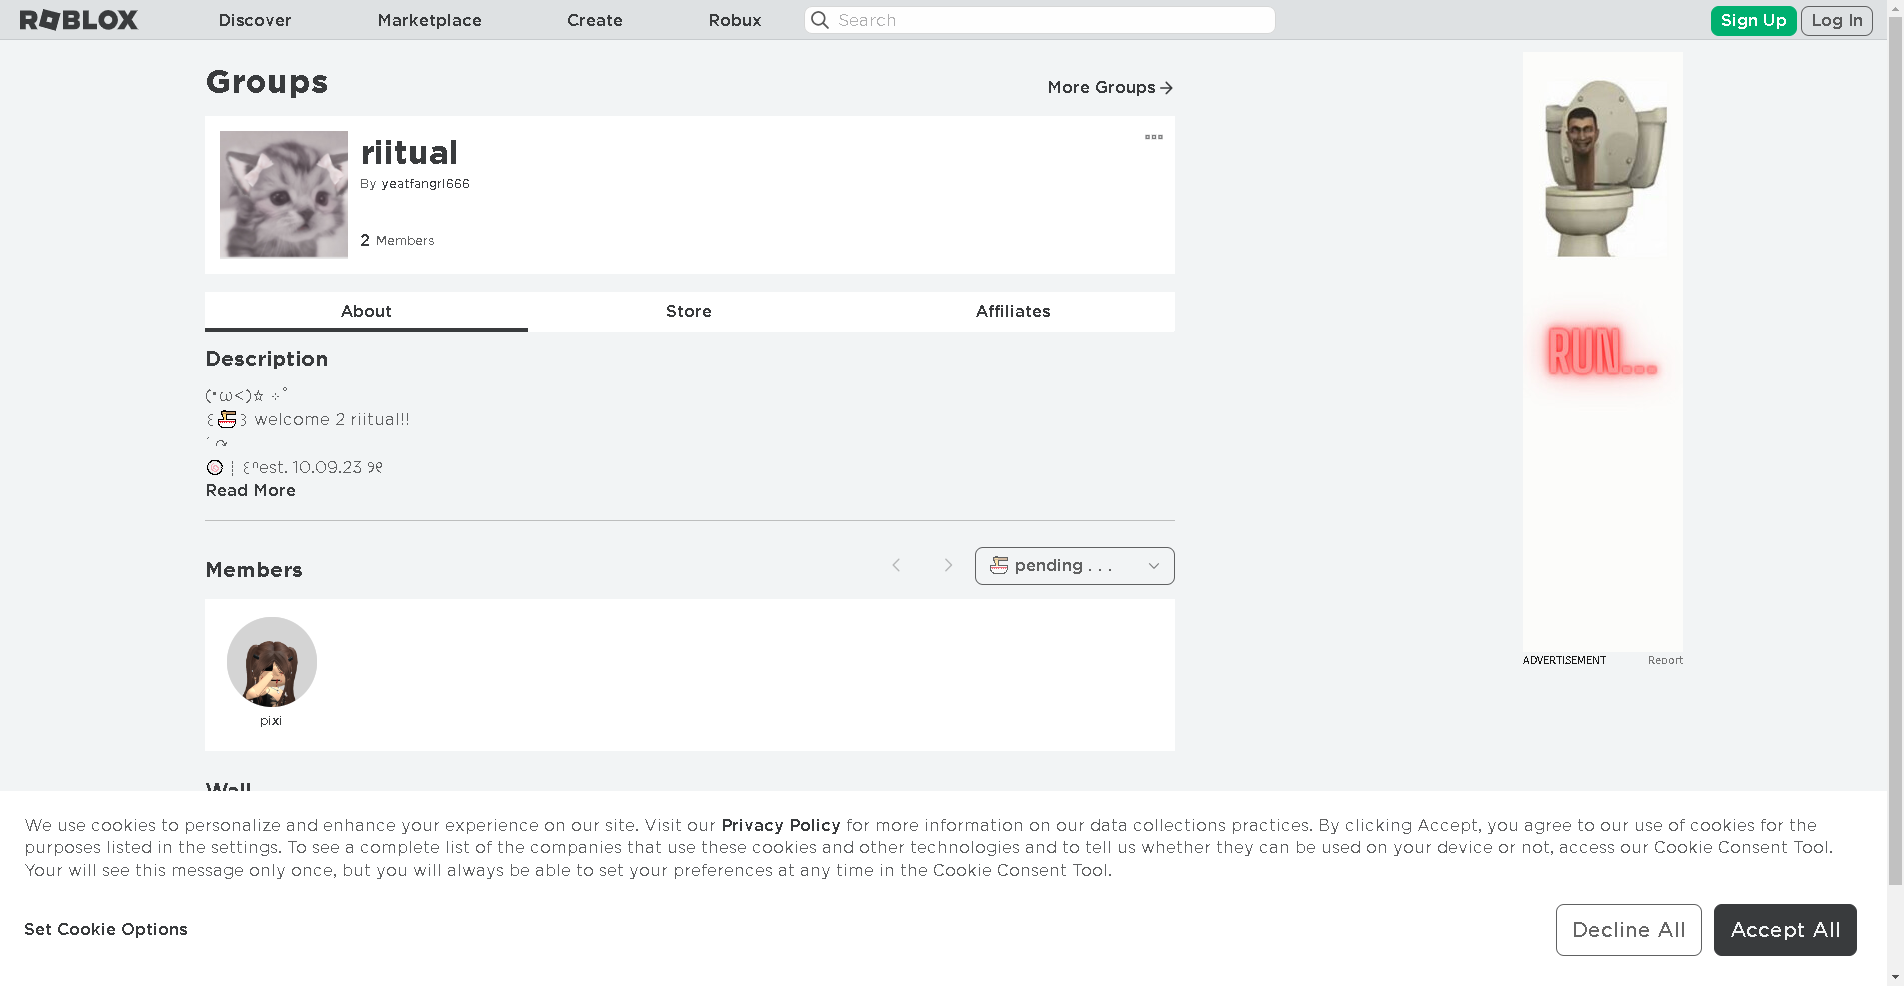 ROBLOX Discover Marketplace Create Robux Search Sign Up Log In
Groups
More Groups
riitual
By yeatfangrl666
2 Members
About Store Affiliates
Description
(•ω<)☆ ⊹˚
꒰🍜꒱ welcome 2 riitual!!
´ ↷
🍥┊꒰ᐢest. 10.09.23 ୨୧
Read More
Members
🍜 pending . . .
pixi
Wall
RUN...
ADVERTISEMENT Report
We use cookies to personalize and enhance your experience on our site. Visit our Privacy Policy for more information on our data collections practices. By clicking Accept, you agree to our use of cookies for the
purposes listed in the settings. To see a complete list of the companies that use these cookies and other technologies and to tell us whether they can be used on your device or not, access our Cookie Consent Tool.
Your will see this message only once, but you will always be able to set your preferences at any time in the Cookie Consent Tool.
Set Cookie Options
Decline All Accept All